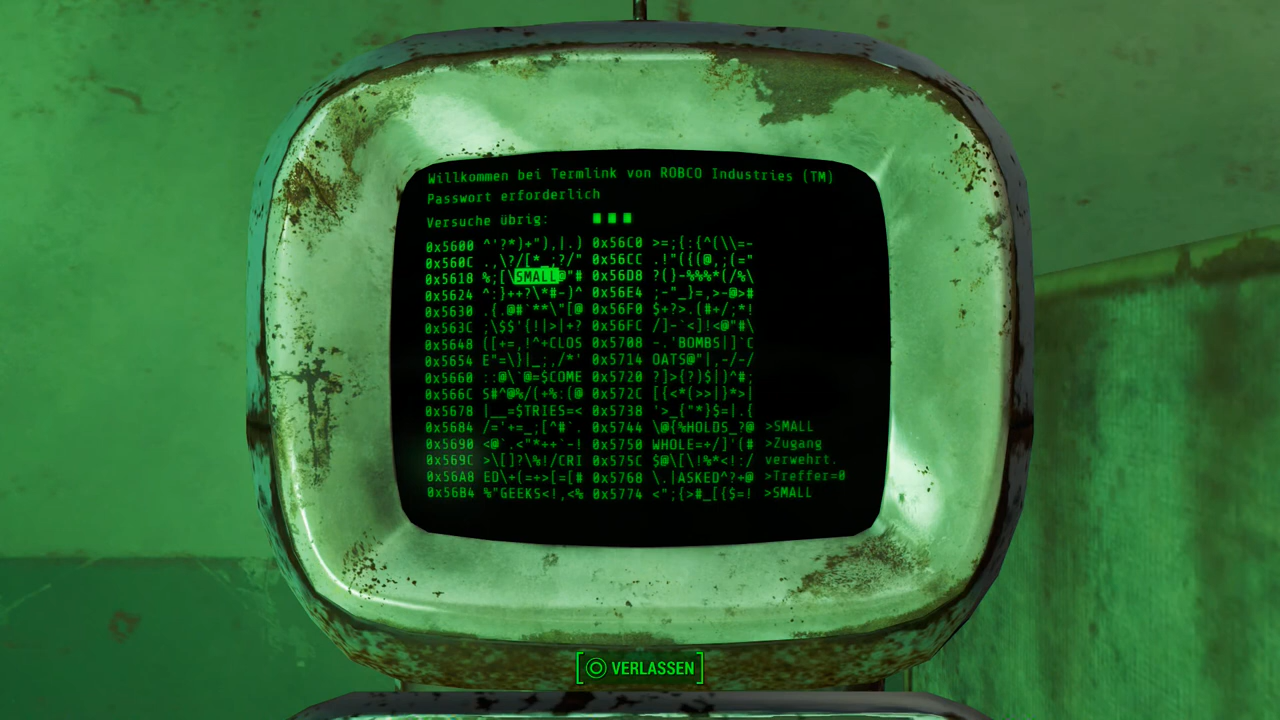 Willkommen bei Termlink von ROBCO Industries (TM)
Passwort erforderlich
Versuche übrig: ■ ■ ■
0x5600 ^'?*)+"),|.) 0x56C0 >=;{:{^(\\=-
0x560C .,\?/[*_;?/" 0x56CC .!"({(@,;(="
0x5618 %;[\SMALL@"# 0x56D8 ?()-%%%*(/%\
0x5624 ^:}++?\*#-)^ 0x56E4 ;-"_}=,>-@>#
0x5630 .{.@#`**\"[@ 0x56F0 $+?>.(#+/;*!
0x563C ;\$$'{!|>|+? 0x56FC /]-`<]!<@"#\
0x5648 ([+=,!^+CLOS 0x5708 -.'BOMBS|]`C
0x5654 E"=\}|_;,/*' 0x5714 OATS@"|,-/-/
0x5660 ::@\`@=$COME 0x5720 ?]>{?)$|)^#;
0x566C S#^@%/(+%:(@ 0x572C [{<*(>>|}*>|
0x5678 |__=$TRIES=< 0x5738 '>_{"*}$=|.{
0x5684 /='+=_;[^#`. 0x5744 \@{%HOLDS_?@ >SMALL
0x5690 <@`.<"*++`-! 0x5750 WHOLE=+/]'(# >Zugang
0x569C >\[]?\%!/CRI 0x575C $@\[\!%*<!:/ verwehrt.
0x56A8 ED\+(=+>[=[# 0x5768 \.|ASKED^?+@ >Treffer=0
0x56B4 %"GEEKS<!,<% 0x5774 <";{>#_[{$=! >SMALL
VERLASSEN